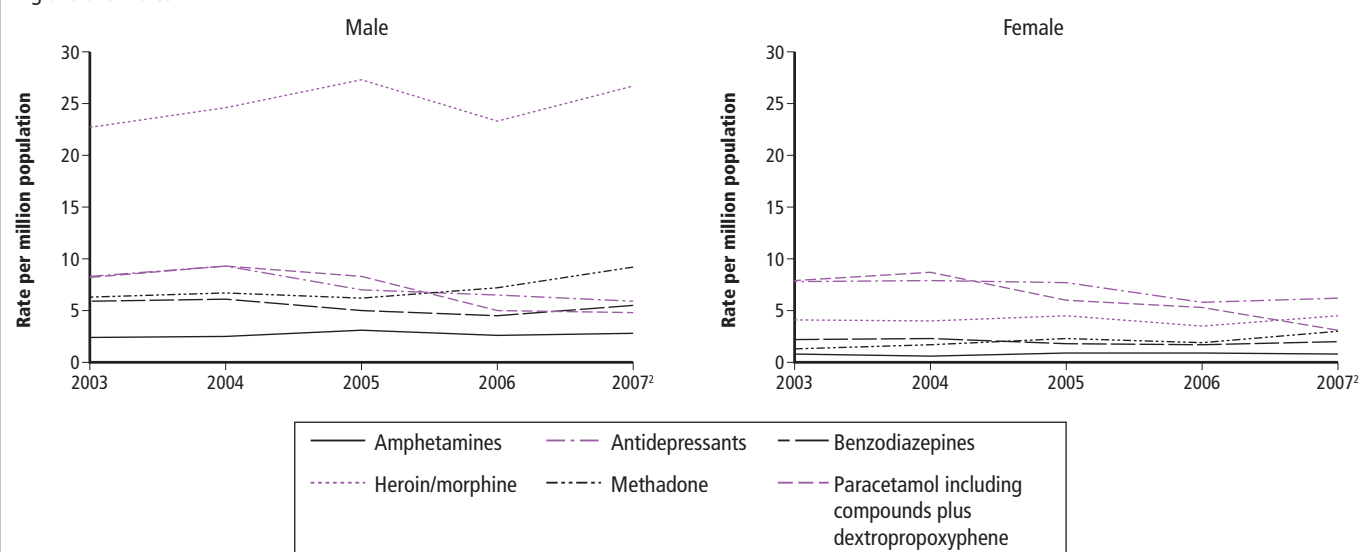 Male
Female
Rate per million population
30
25
20
15
10
5
0
2003
2004
2005
2006
2007²
Rate per million population
30
25
20
15
10
5
0
2003
2004
2005
2006
2007²
Amphetamines
Antidepressants
Benzodiazepines
Heroin/morphine
Methadone
Paracetamol including
compounds plus
dextropropoxyphene